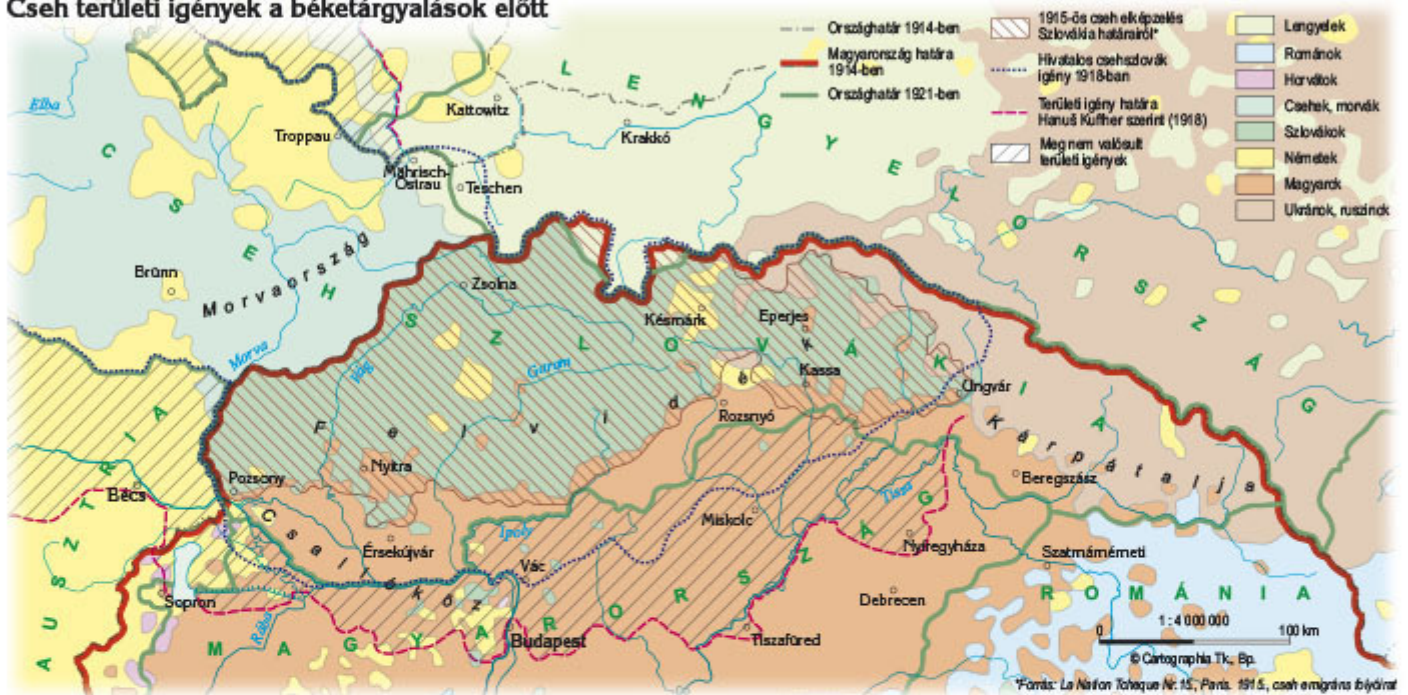 Cseh területi igények a béketárgyalások előtt
Országhatár 1914-ben
Magyarország határa
1914-ben
Országhatár 1921-ben
1915-ös cseh elképzelés
Szlovákia határairól*
Hivatalos csehszlovák
igény 1918-ban
Területi igény határa
Hanuš Kuffner szerint (1918)
Meg nem valósult
területi igények
Lengyelek
Románok
Horvátok
Csehek, morvák
Szlovákok
Németek
Magyarok
Ukránok, ruszinok
Elba
Troppau
Kattowitz
Krakkó
Mährisch-
Ostrau
Teschen
LENGYELORSZÁG
CSEH
SZLOVÁKIA
Brünn
Morvaország
Zsolna
Késmárk
Eperjes
Morva
Vág
Garam
Kassa
Ungvár
Rozsnyó
Felvidék
Kárpátalja
Nyitra
Pozsony
Bécs
AUSZTRIA
Csallóköz
Érsekújvár
Ipoly
Vác
Miskolc
Tisza
Beregszász
Nyíregyháza
Szatmárnémeti
Sopron
Rába
Budapest
Debrecen
Tiszafüred
MAGYARORSZÁG
ROMÁNIA
1:4 000 000
0 100 km
© Cartographia Tk., Bp.
*Forrás: La Nation Tcheque Nr. 15., Paris, 1915., cseh emigráns folyóirat